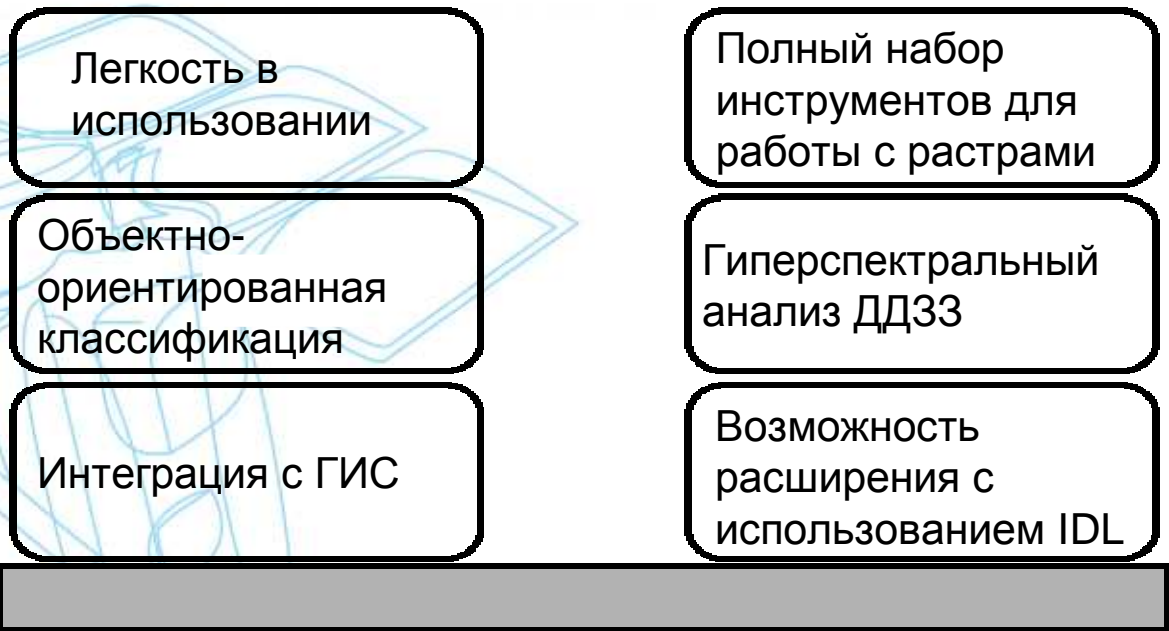 Легкость в
использовании
Полный набор
инструментов для
работы с растрами
Объектно-
ориентированная
классификация
Гиперспектральный
анализ ДДЗЗ
Интеграция с ГИС
Возможность
расширения с
использованием IDL